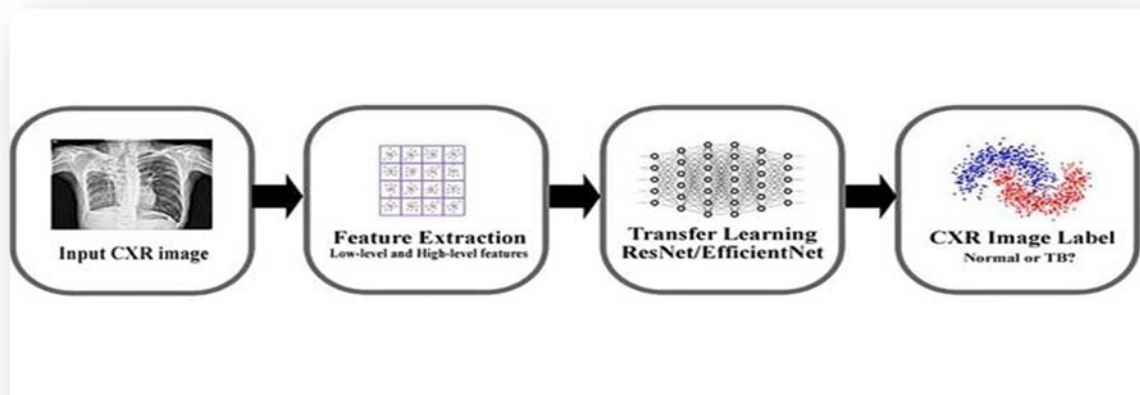 Input CXR image
Feature Extraction
Low-level and High-level features
Transfer Learning
ResNet/EfficientNet
CXR Image Label
Normal or TB?